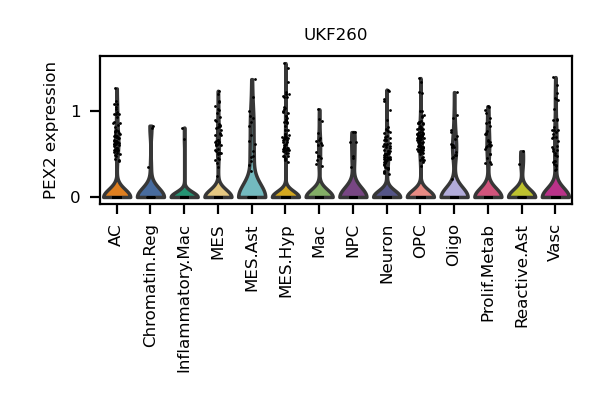 UKF260
PEX2 expression
1
0
AC
Chromatin.Reg
Inflammatory.Mac
MES
MES.Ast
MES.Hyp
Mac
NPC
Neuron
OPC
Oligo
Prolif.Metab
Reactive.Ast
Vasc